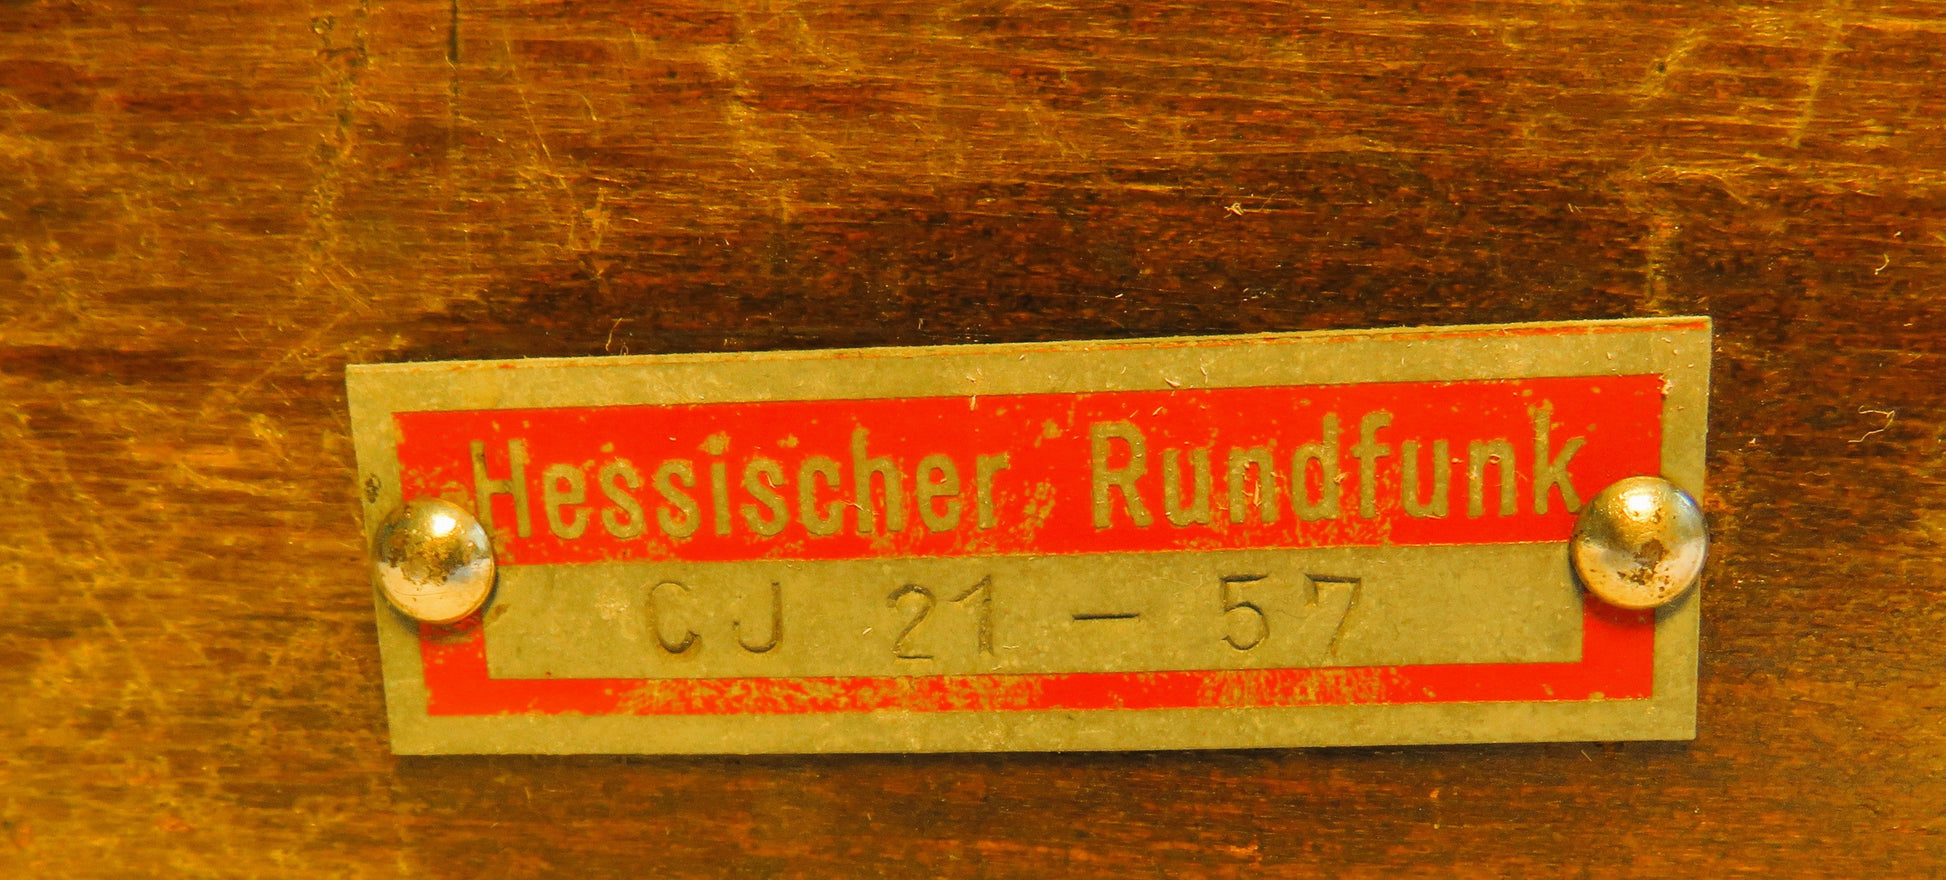 Hessischer Rundfunk
CJ 21 - 57